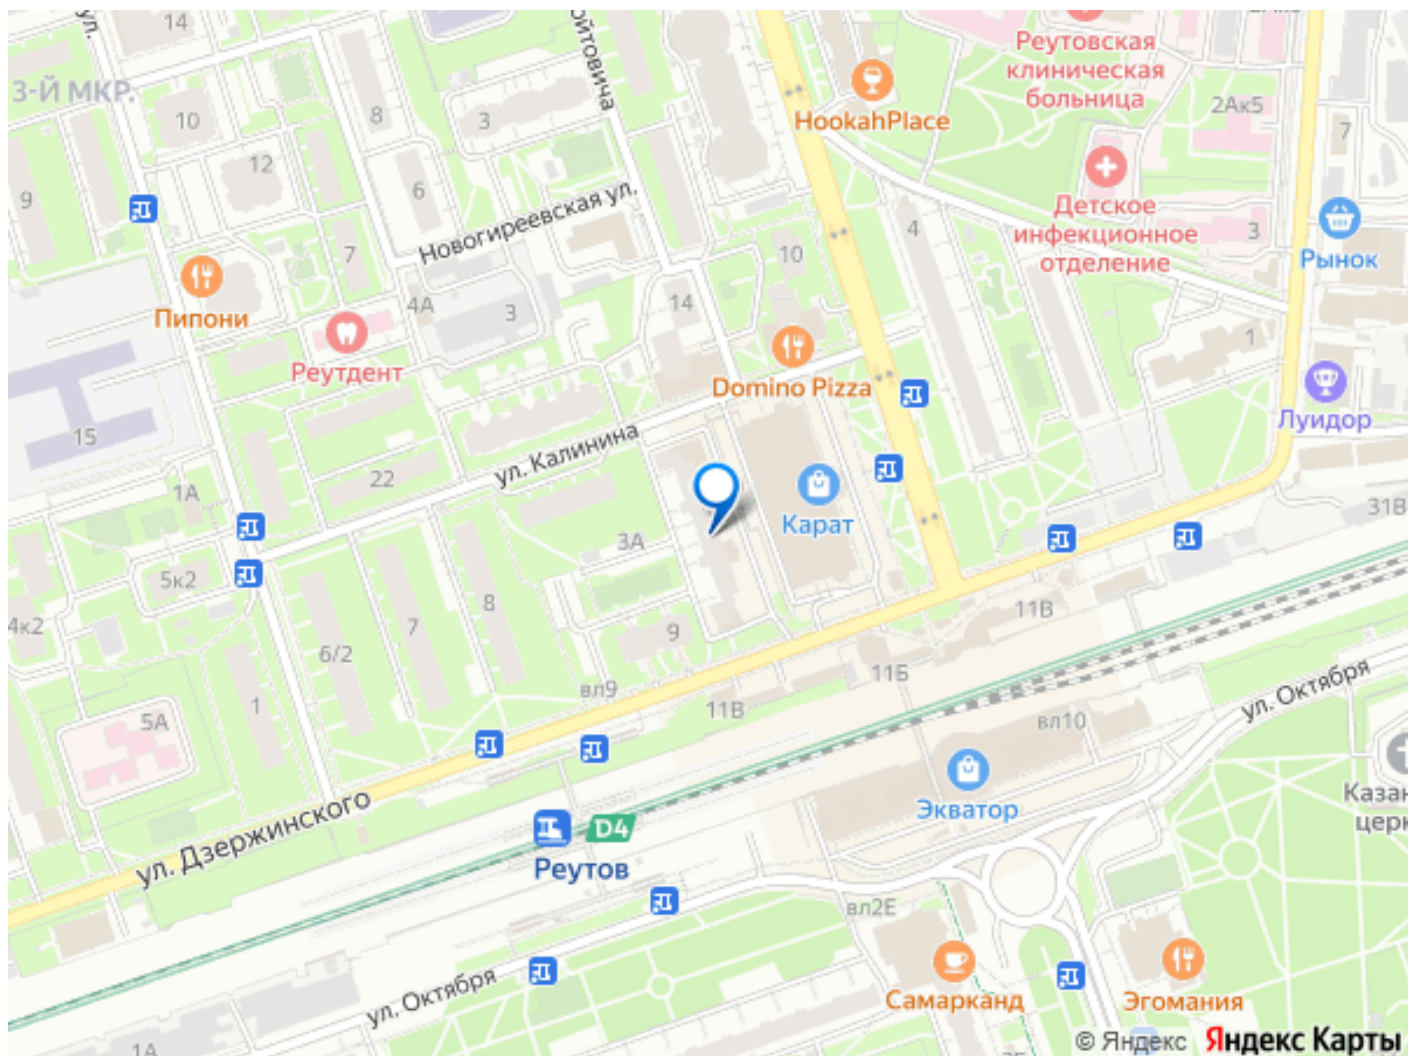 14
3-Й МКР.
8
3
10
12
6
9
7
Новогиреевская ул.
HookahPlace
Реутовская
клиническая
больница
2Ак5
7
Детское
инфекционное
отделение
3
4
Рынок
10
Пипони
4А
3
14
Реутдент
Domino Pizza
1
Луидор
15
ул. Калинина
22
1А
Карат
31В
3А
5к2
8
4к2
7
6/2
9
11В
11Б
вл9
1
5А
11В
вл10
ул. Октября
Экватор
ул. Дзержинского
D4
Реутов
вл2Е
ул. Октября
Самарканд
Эгомания
1А
© Яндекс Яндекс Карты